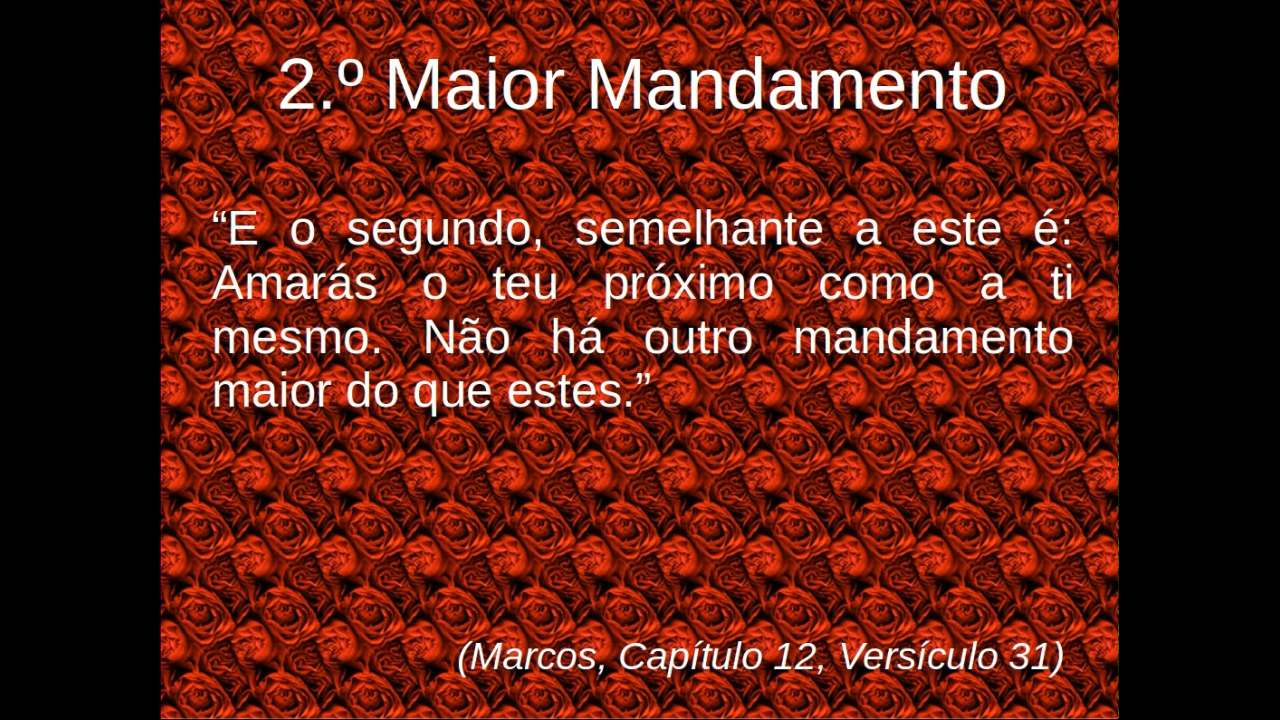 2.º Maior Mandamento
“E o segundo, semelhante a este é:
Amarás o teu próximo como a ti
mesmo. Não há outro mandamento
maior do que estes.”
(Marcos, Capítulo 12, Versículo 31)